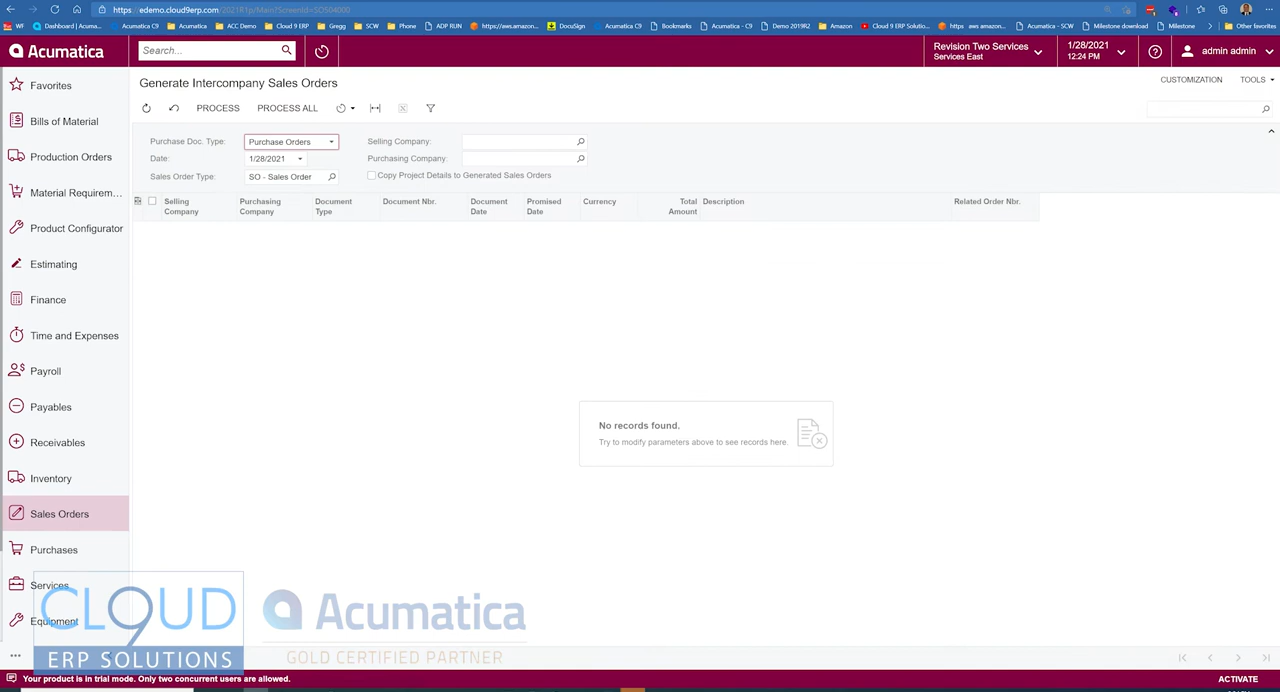 https://edemo.cloud9erp.com/2021R1p/Main?ScreenId=SO504000
WF
Dashboard | Acuma...
Acumatica C9
Acumatica
ACC Demo
Cloud 9 ERP
Gregg
SCW
Phone
ADP RUN
https://aws.amazon...
DocuSign
Acumatica C9
Bookmarks
Acumatica - C9
Demo 2019R2
Amazon
Cloud 9 ERP Solutio...
https aws amazon...
Acumatica - SCW
Milestone download
Milestone
Other favorites
Acumatica
Search...
Revision Two Services
Services East
1/28/2021
12:24 PM
admin admin
Favorites
Bills of Material
Production Orders
Material Requirem...
Product Configurator
Estimating
Finance
Time and Expenses
Payroll
Payables
Receivables
Inventory
Sales Orders
Purchases
Services
Equipment
Generate Intercompany Sales Orders
CUSTOMIZATION TOOLS
PROCESS PROCESS ALL
Purchase Doc. Type: Purchase Orders
Selling Company:
Date: 1/28/2021
Purchasing Company:
Sales Order Type: SO - Sales Order
Copy Project Details to Generated Sales Orders
Selling Company
Purchasing Company
Document Type
Document Nbr.
Document Date
Promised Date
Currency
Total Amount
Description
Related Order Nbr.
No records found.
Try to modify parameters above to see records here.
CLOUD 9
ERP SOLUTIONS
Acumatica
GOLD CERTIFIED PARTNER
Your product is in trial mode. Only two concurrent users are allowed.
ACTIVATE